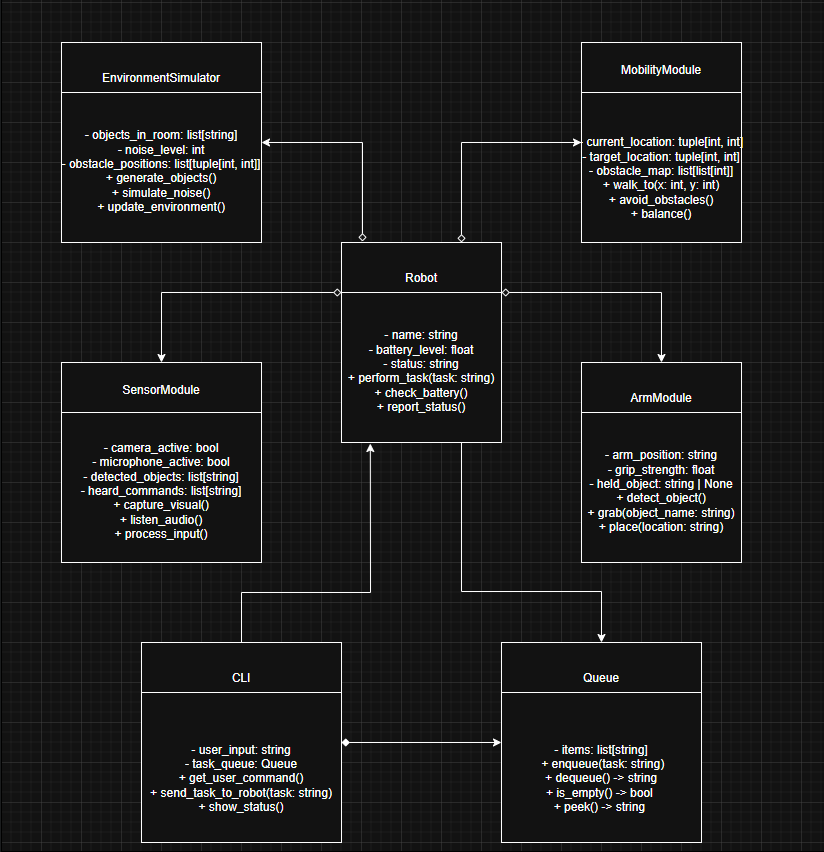 EnvironmentSimulator
- objects_in_room: list[string]
- noise_level: int
- obstacle_positions: list[tuple[int, int]]
+ generate_objects()
+ simulate_noise()
+ update_environment()
MobilityModule
current_location: tuple[int, int]
- target_location: tuple[int, int]
- obstacle_map: list[list[int]]
+ walk_to(x: int, y: int)
+ avoid_obstacles()
+ balance()
Robot
- name: string
- battery_level: float
- status: string
+ perform_task(task: string)
+ check_battery()
+ report_status()
SensorModule
- camera_active: bool
- microphone_active: bool
- detected_objects: list[string]
- heard_commands: list[string]
+ capture_visual()
+ listen_audio()
+ process_input()
ArmModule
- arm_position: string
- grip_strength: float
- held_object: string | None
+ detect_object()
+ grab(object_name: string)
+ place(location: string)
CLI
- user_input: string
- task_queue: Queue
+ get_user_command()
+ send_task_to_robot(task: string)
+ show_status()
Queue
- items: list[string]
+ enqueue(task: string)
+ dequeue() -> string
+ is_empty() -> bool
+ peek() -> string